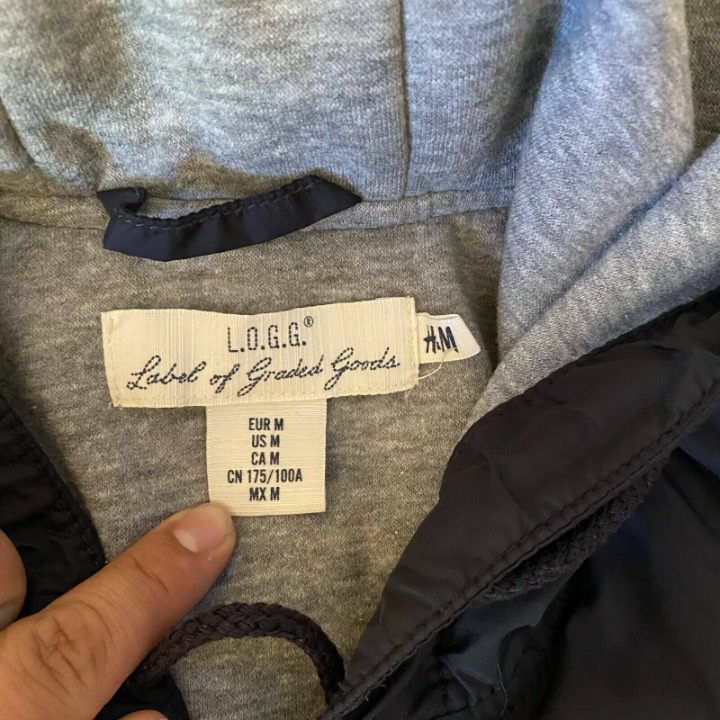 L.O.G.G.®
Label of Graded Goods
H&M
EUR M
US M
CA M
CN 175/100A
MX M